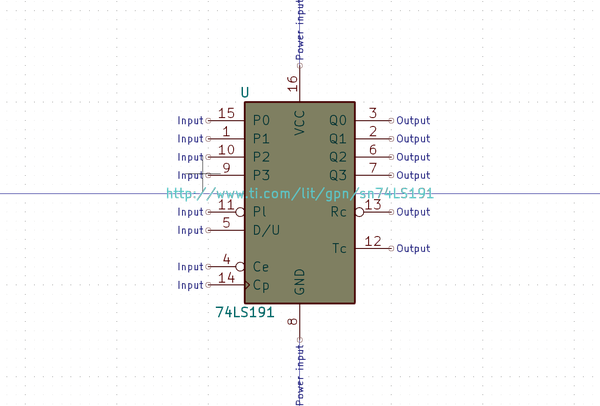 Power input
16
U
VCC
Input 15 P0 Q0 3 Output
Input 1 P1 Q1 2 Output
Input 10 P2 Q2 6 Output
Input 9 P3 Q3 7 Output
http://www.ti.com/lit/gpn/sn74LS191
Input 11 Pl Rc 13 Output
Input 5 D/U
Tc 12 Output
Input 4 Ce
Input 14 Cp
GND
74LS191
8
Power input